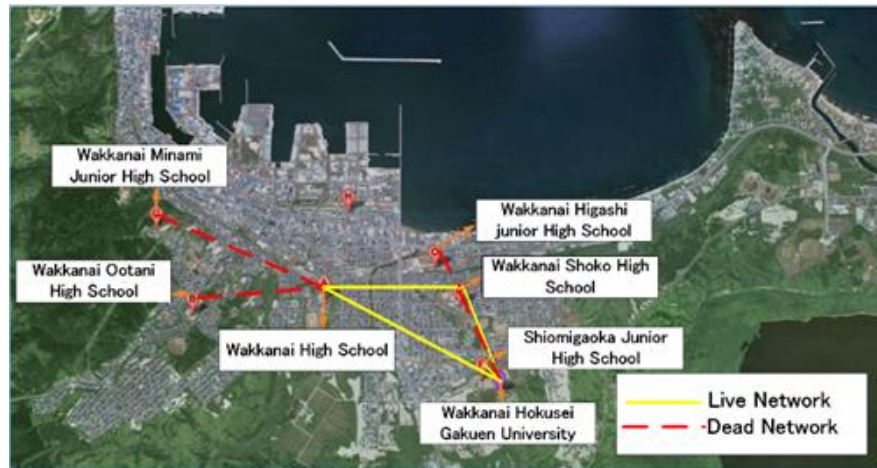 Wakkanai Minami
Junior High School
Wakkanai Higashi
junior High School
Wakkanai Ootani
High School
Wakkanai Shoko High
School
Wakkanai High School
Shiomigaoka Junior
High School
Wakkanai Hokusei
Gakuen University
Live Network
Dead Network